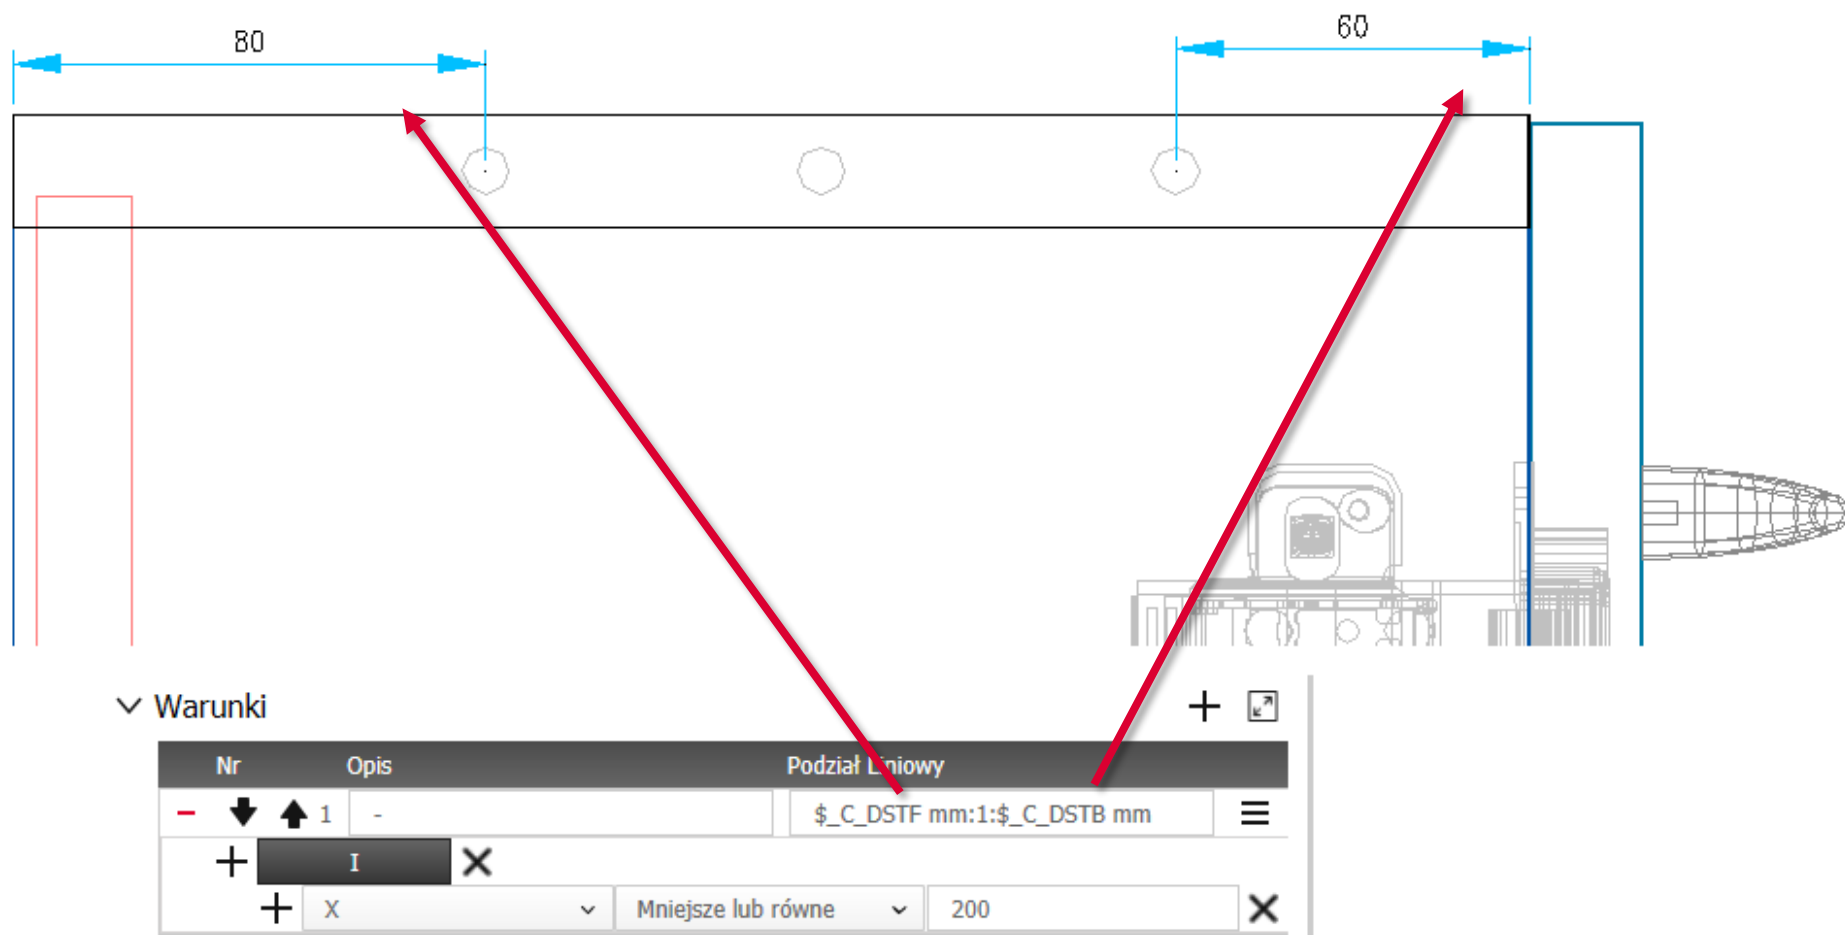 80
60
Warunki
Nr Opis Podział Liniowy
1 - $_C_DSTF mm:1:$_C_DSTB mm
I
X Mniejsze lub równe 200